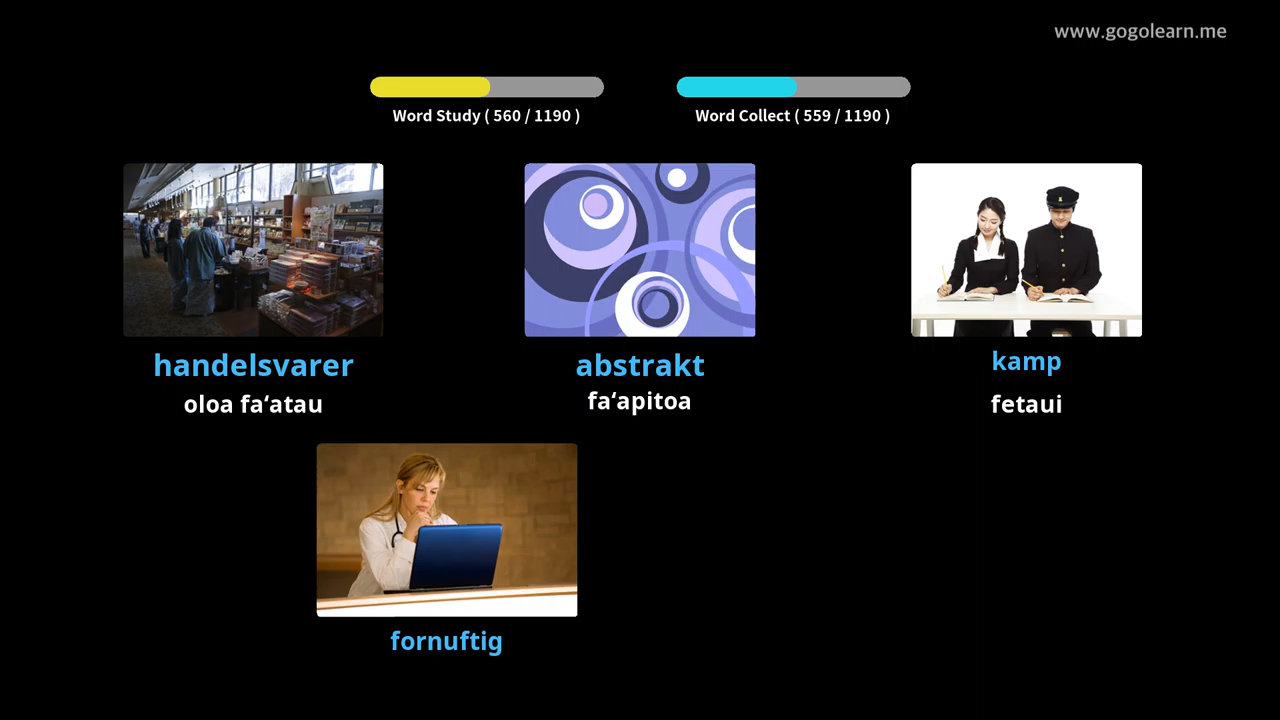 www.gogolearn.me
Word Study ( 560 / 1190 )
Word Collect ( 559 / 1190 )
handelsvarer
oloa faʻatau
abstrakt
faʻapitoa
kamp
fetaui
fornuftig